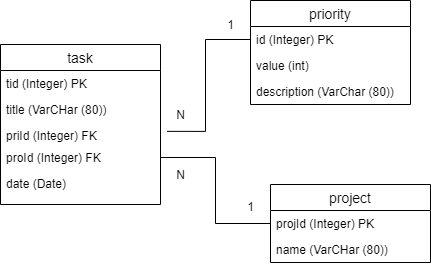 task
tid (Integer) PK
title (VarCHar (80))
priId (Integer) FK
proId (Integer) FK
date (Date)
N
N
1
1
priority
id (Integer) PK
value (int)
description (VarChar (80))
project
projId (Integer) PK
name (VarCHar (80))